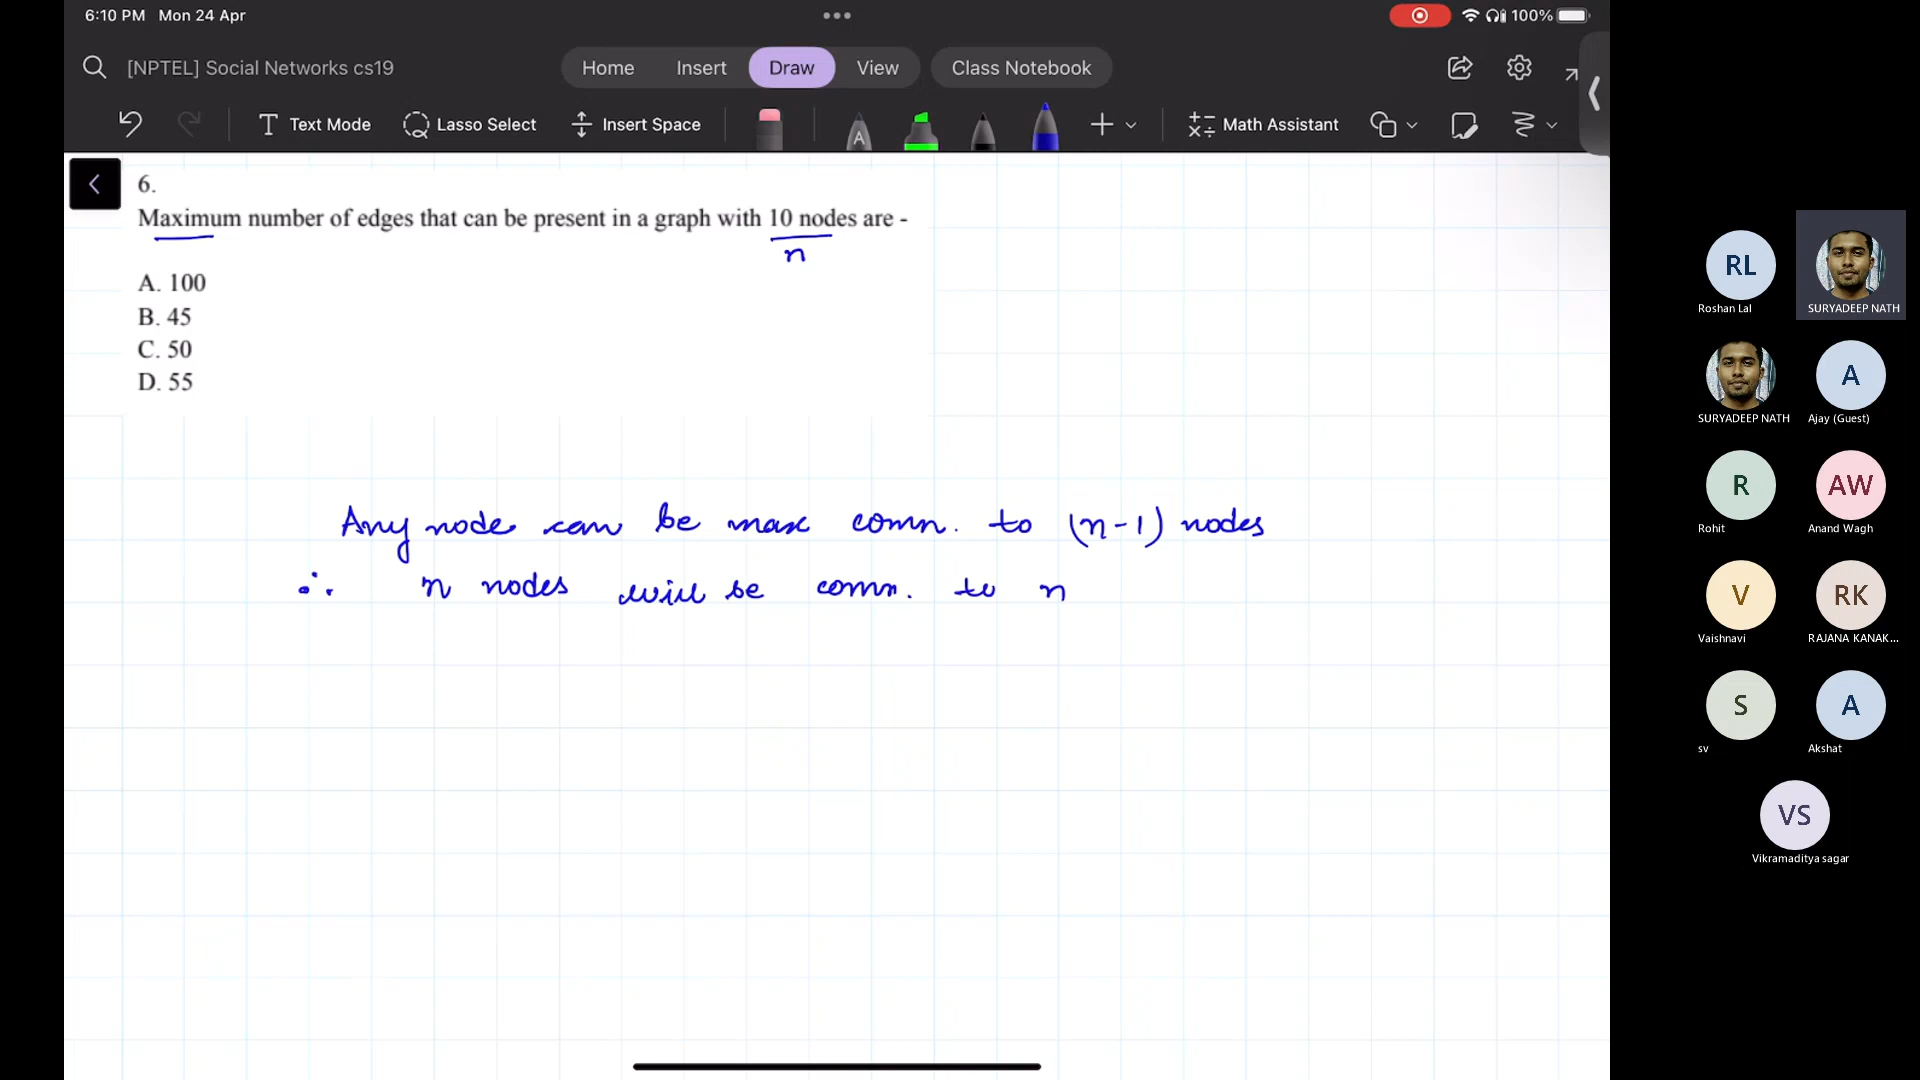 6:10 PM Mon 24 Apr
100%
[NPTEL] Social Networks cs19
Home Insert Draw View Class Notebook
Text Mode Lasso Select Insert Space A Math Assistant
6.
Maximum number of edges that can be present in a graph with 10 nodes are -
n
A. 100
B. 45
C. 50
D. 55
Any node can be max conn. to (n-1) nodes
∴ n nodes will be conn. to n
RL
Roshan Lal SURYADEEP NATH
A
SURYADEEP NATH Ajay (Guest)
R AW
Rohit Anand Wagh
V RK
Vaishnavi RAJANA KANAK...
S A
sv Akshat
VS
Vikramaditya sagar